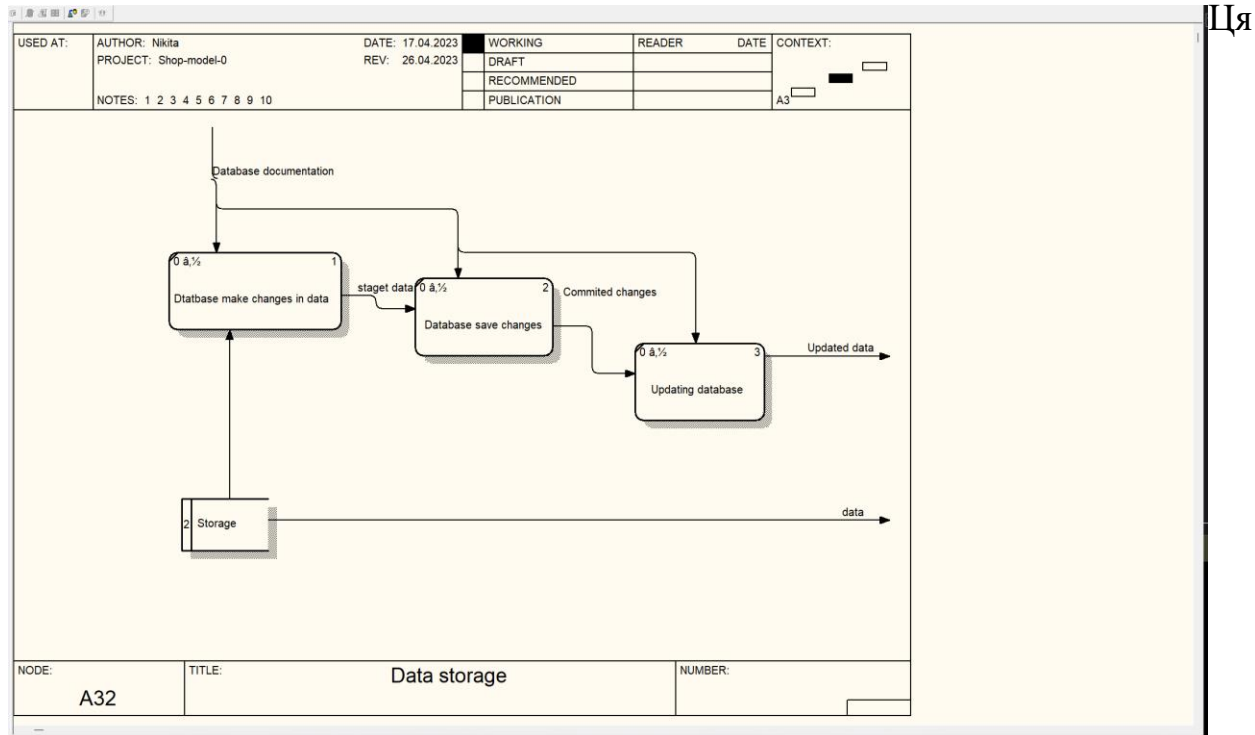 Ця
USED AT:
AUTHOR: Nikita
DATE: 17.04.2023
PROJECT: Shop-model-0
REV: 26.04.2023
NOTES: 1 2 3 4 5 6 7 8 9 10
WORKING
DRAFT
RECOMMENDED
PUBLICATION
READER
DATE
CONTEXT:
A3
Database documentation
0 â‚½
1
Dtatbase make changes in data
staget data
0 â‚½
2
Database save changes
Commited changes
0 â‚½
3
Updating database
Updated data
2
Storage
data
NODE:
A32
TITLE:
Data storage
NUMBER: